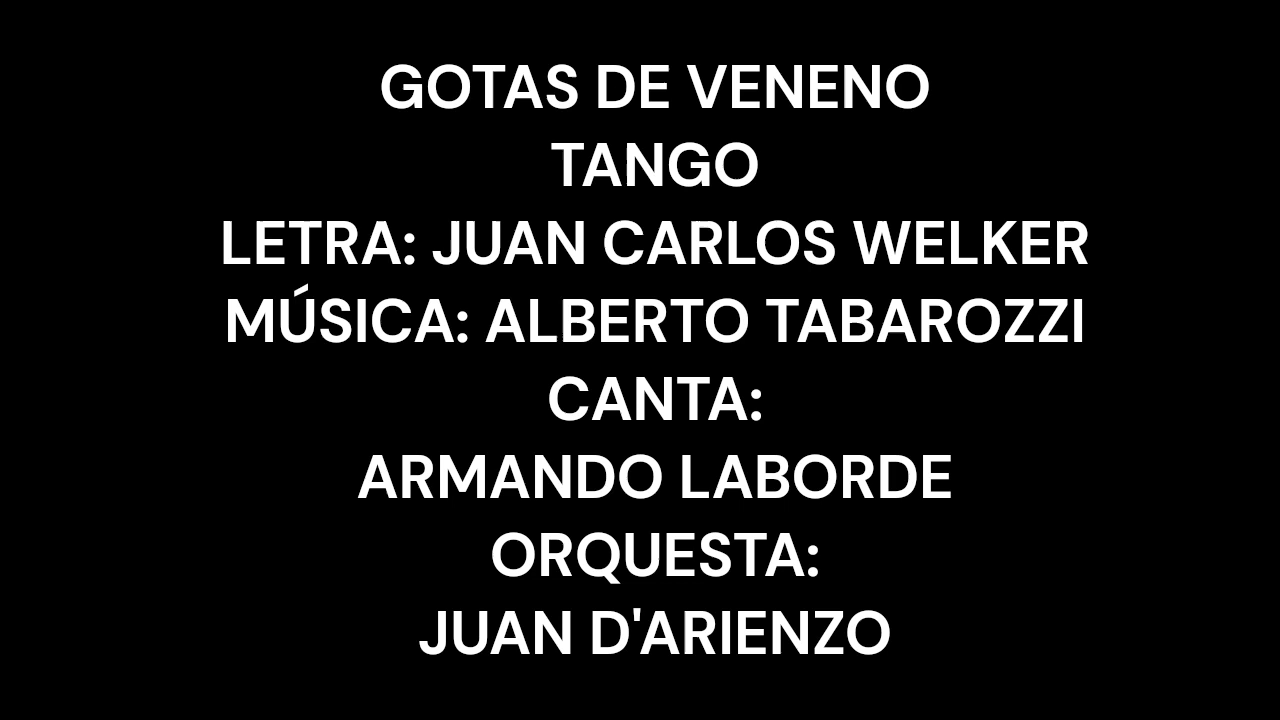 GOTAS DE VENENO
TANGO
LETRA: JUAN CARLOS WELKER
MÚSICA: ALBERTO TABAROZZI
CANTA:
ARMANDO LABORDE
ORQUESTA:
JUAN D'ARIENZO